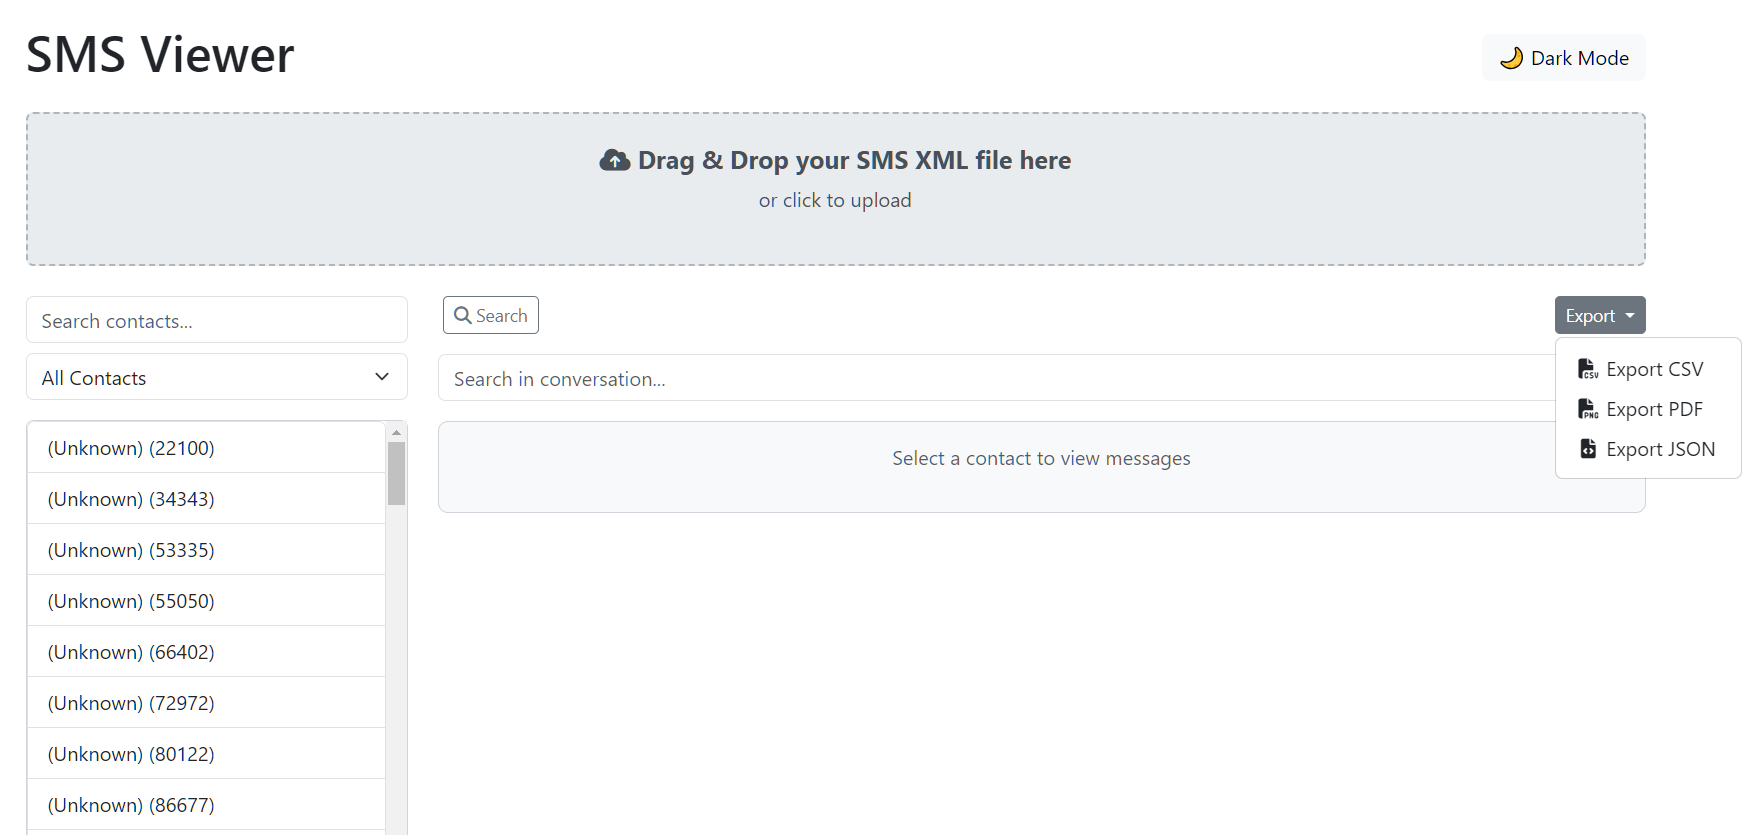 SMS Viewer
Dark Mode
Drag & Drop your SMS XML file here
or click to upload
Search contacts...
All Contacts
(Unknown) (22100)
(Unknown) (34343)
(Unknown) (53335)
(Unknown) (55050)
(Unknown) (66402)
(Unknown) (72972)
(Unknown) (80122)
(Unknown) (86677)
Search
Export
CSV Export CSV
PNG Export PDF
Export JSON
Search in conversation...
Select a contact to view messages